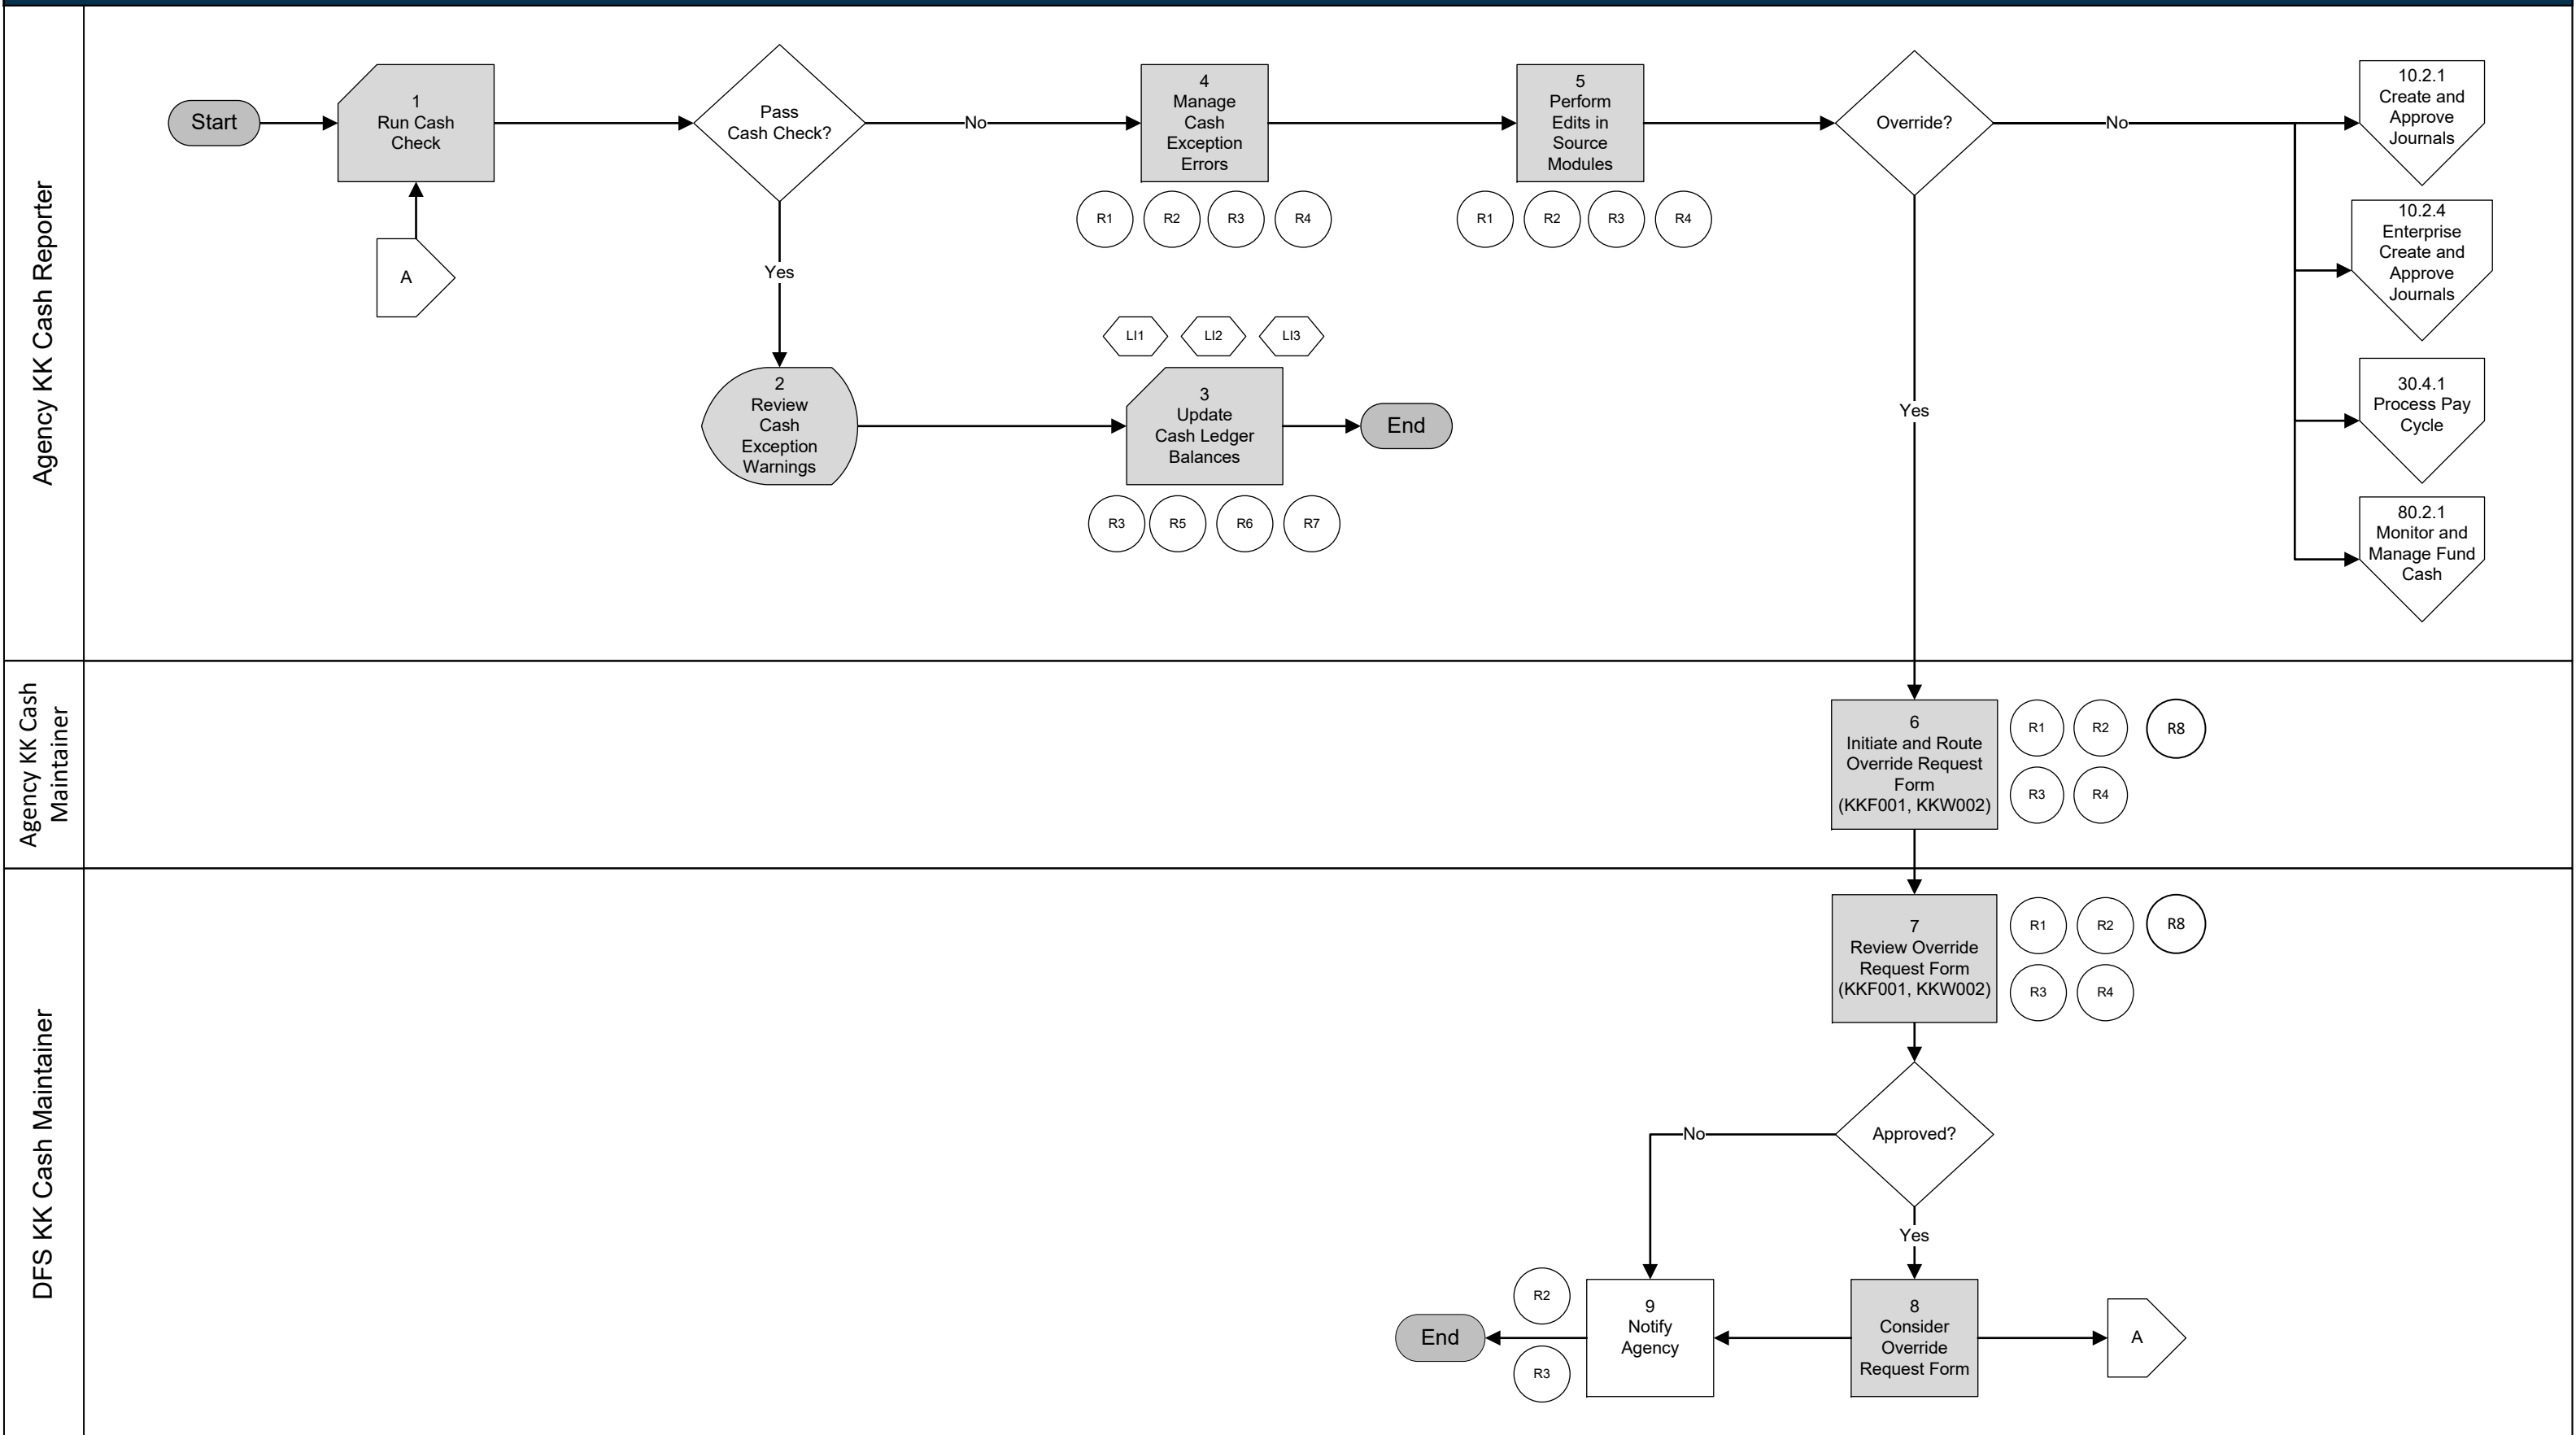 Agency KK Cash Reporter
Start
1
Run Cash
Check
A
Pass
Cash Check?
No
Yes
2
Review
Cash
Exception
Warnings
4
Manage
Cash
Exception
Errors
R1
R2
R3
R4
LI1
LI2
LI3
3
Update
Cash Ledger
Balances
R3
R5
R6
R7
End
5
Perform
Edits in
Source
Modules
R1
R2
R3
R4
Override?
No
Yes
10.2.1
Create and
Approve
Journals
10.2.4
Enterprise
Create and
Approve
Journals
30.4.1
Process Pay
Cycle
80.2.1
Monitor and
Manage Fund
Cash
Agency KK Cash
Maintainer
6
Initiate and Route
Override Request
Form
(KKF001, KKW002)
R1
R2
R8
R3
R4
DFS KK Cash Maintainer
7
Review Override
Request Form
(KKF001, KKW002)
R1
R2
R8
R3
R4
Approved?
No
Yes
8
Consider
Override
Request Form
A
9
Notify
Agency
R2
R3
End